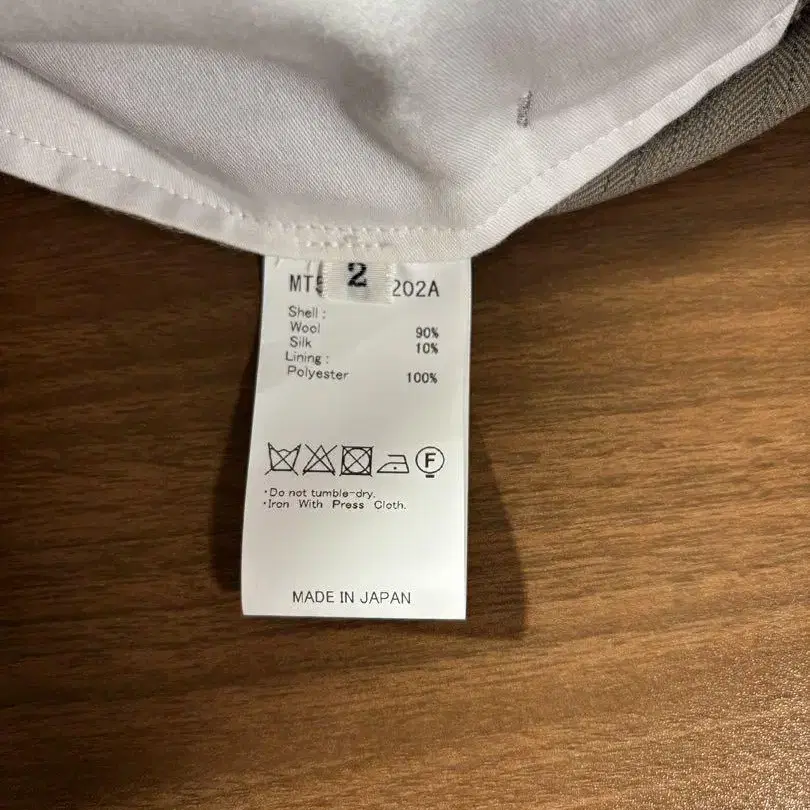 2
202A
Shell :
Wool 90%
Silk 10%
Lining :
Polyester 100%
F
·Do not tumble-dry.
·Iron With Press Cloth.
MADE IN JAPAN